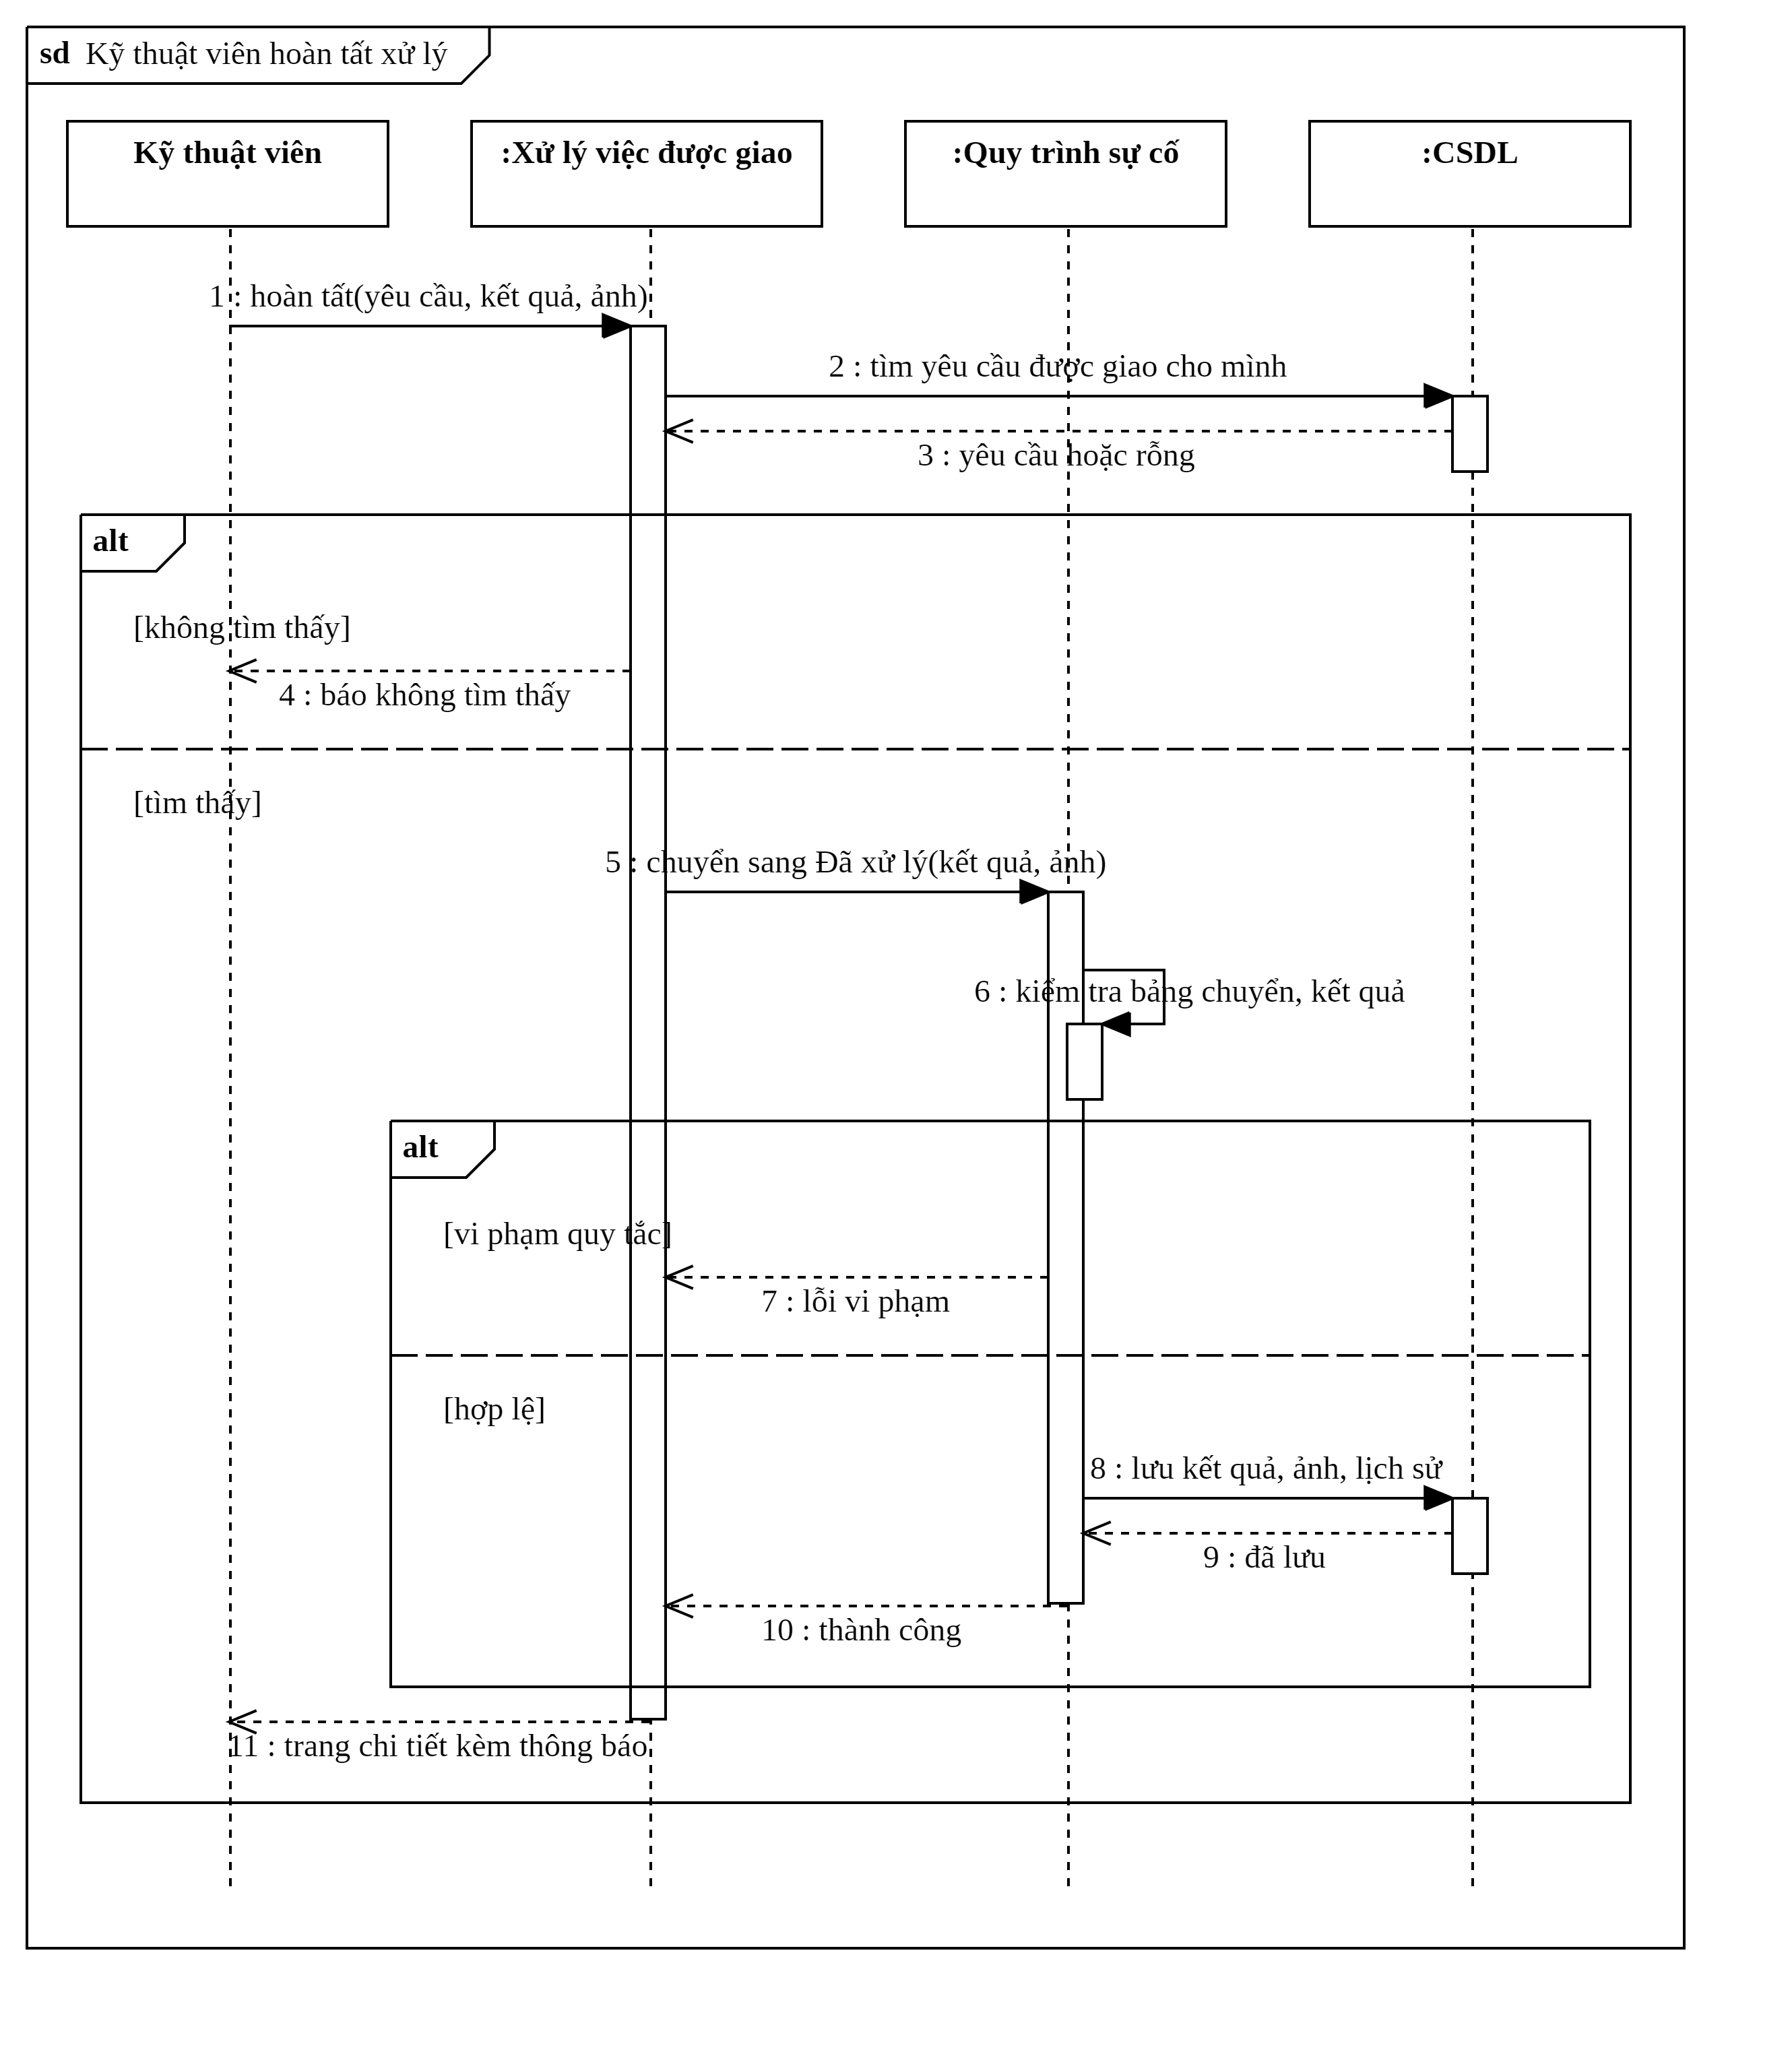 sd Kỹ thuật viên hoàn tất xử lý
Kỹ thuật viên
:Xử lý việc được giao
:Quy trình sự cố
:CSDL
1 : hoàn tất(yêu cầu, kết quả, ảnh)
2 : tìm yêu cầu được giao cho mình
3 : yêu cầu hoặc rỗng
alt
[không tìm thấy]
4 : báo không tìm thấy
[tìm thấy]
5 : chuyển sang Đã xử lý(kết quả, ảnh)
6 : kiểm tra bảng chuyển, kết quả
alt
[vi phạm quy tắc]
7 : lỗi vi phạm
[hợp lệ]
8 : lưu kết quả, ảnh, lịch sử
9 : đã lưu
10 : thành công
11 : trang chi tiết kèm thông báo